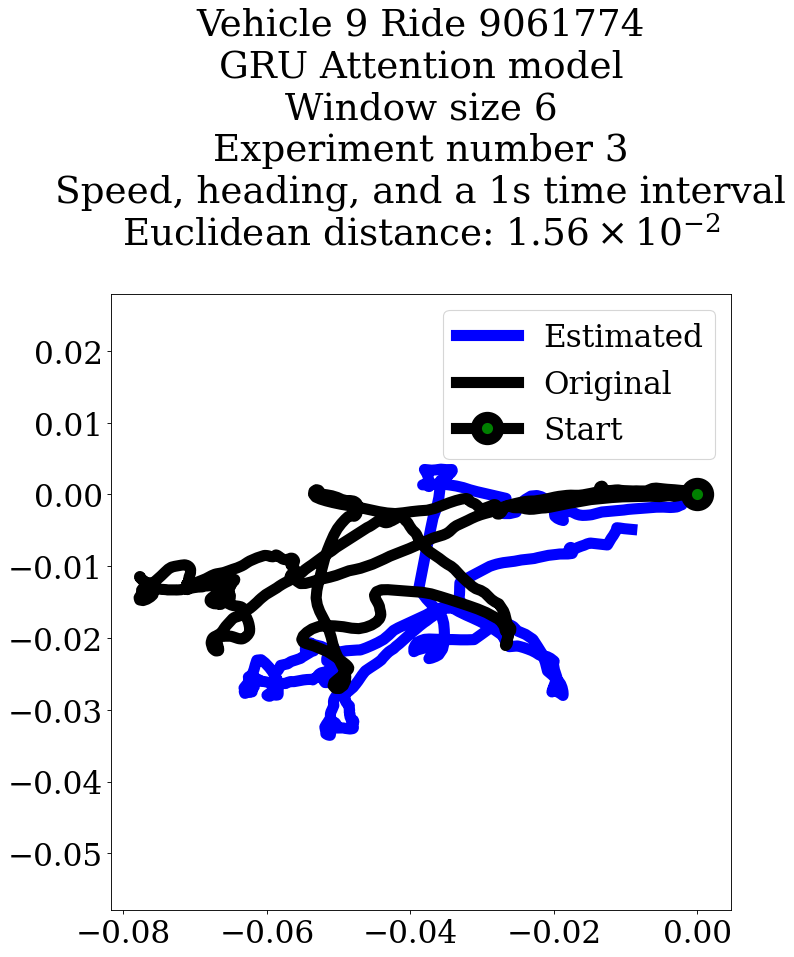 Vehicle 9 Ride 9061774
GRU Attention model
Window size 6
Experiment number 3
Speed, heading, and a 1s time interval
Euclidean distance: 1.56 × 10⁻²
Estimated
Original
Start
0.02
0.01
0.00
−0.01
−0.02
−0.03
−0.04
−0.05
−0.08
−0.06
−0.04
−0.02
0.00